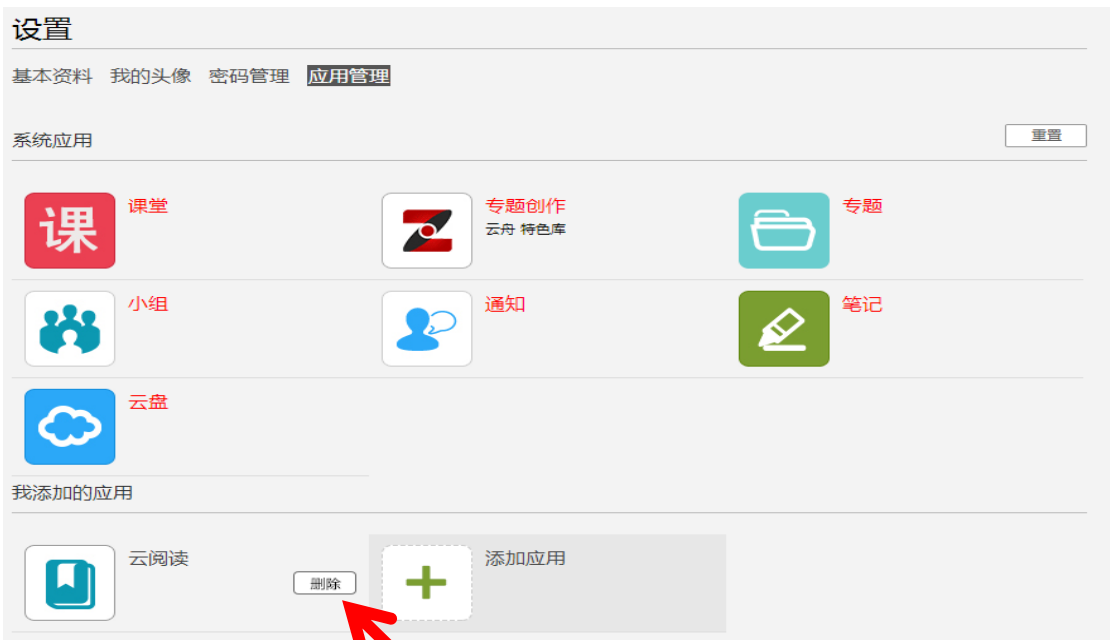 设置
基本资料 我的头像 密码管理 应用管理
系统应用 重置
课 课堂 专题创作 专题
云舟 特色库
小组 通知 笔记
云盘
我添加的应用
云阅读 添加应用
删除